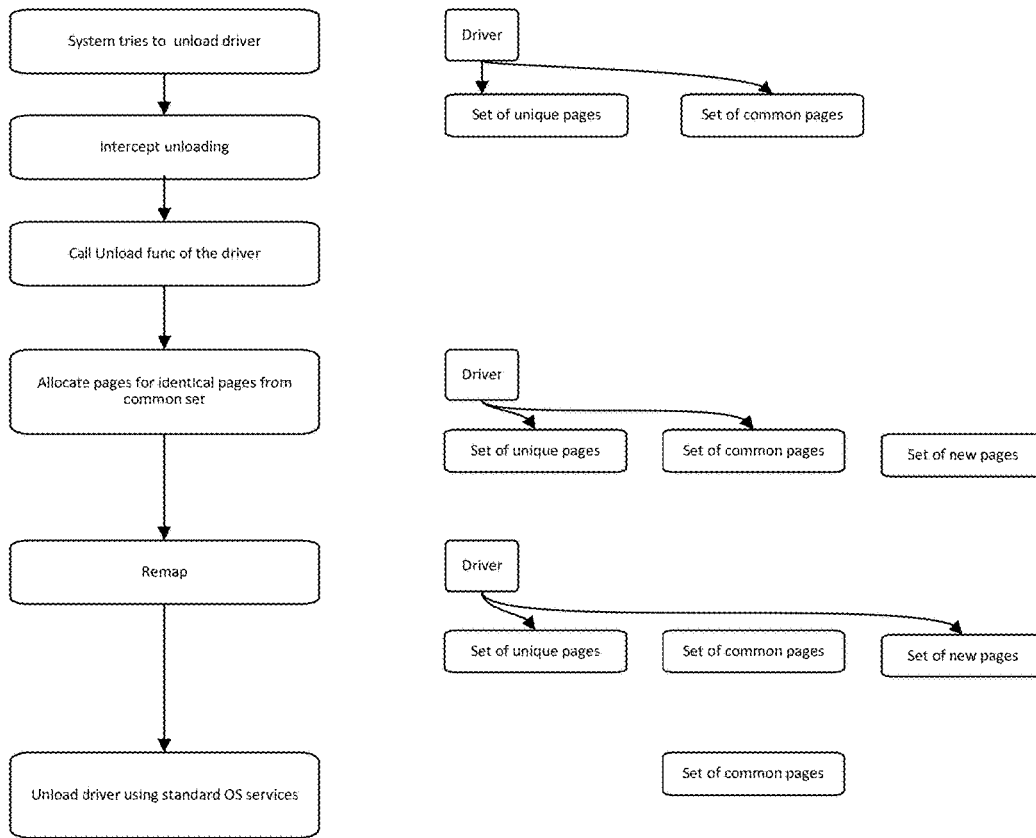 System tries to unload driver
Driver
Set of unique pages
Set of common pages
Intercept unloading
Call Unload func of the driver
Allocate pages for identical pages from
common set
Driver
Set of unique pages
Set of common pages
Set of new pages
Remap
Driver
Set of unique pages
Set of common pages
Set of new pages
Unload driver using standard OS services
Set of common pages